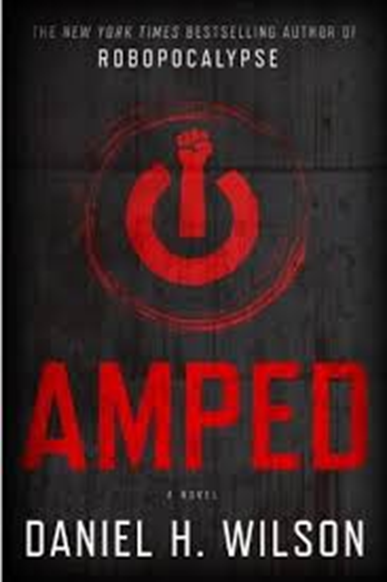 THE NEW YORK TIMES BESTSELLING AUTHOR OF
ROBOPOCALYPSE
AMPED
A NOVEL
DANIEL H. WILSON